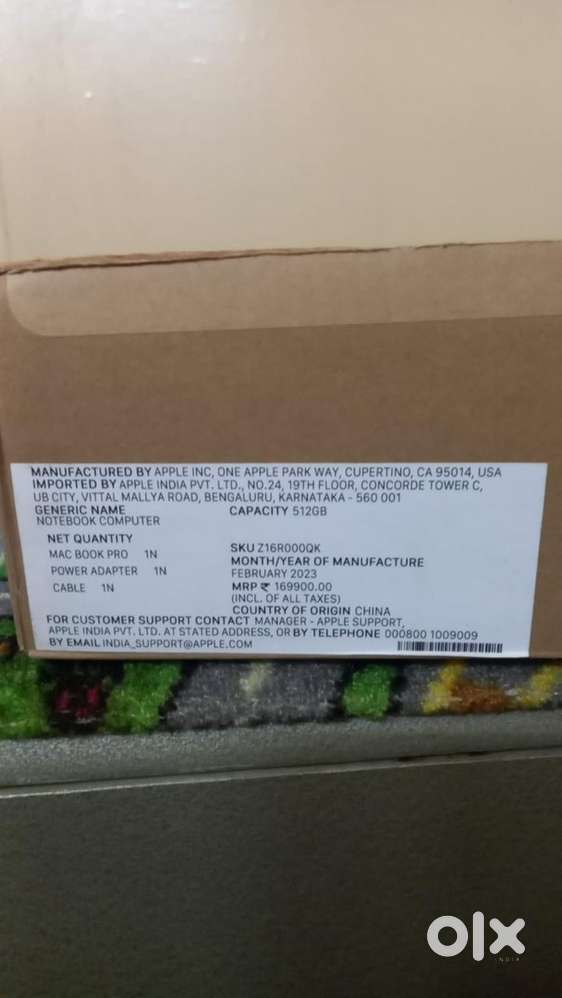 MANUFACTURED BY APPLE INC, ONE APPLE PARK WAY, CUPERTINO, CA 95014, USA
IMPORTED BY APPLE INDIA PVT. LTD., NO.24, 19TH FLOOR, CONCORDE TOWER C,
UB CITY, VITTAL MALLYA ROAD, BENGALURU, KARNATAKA - 560 001
GENERIC NAME CAPACITY 512GB
NOTEBOOK COMPUTER
NET QUANTITY
MAC BOOK PRO 1N SKU Z16R000QK
MONTH/YEAR OF MANUFACTURE
POWER ADAPTER 1N FEBRUARY 2023
CABLE 1N MRP ₹ 169900.00
(INCL. OF ALL TAXES)
COUNTRY OF ORIGIN CHINA
FOR CUSTOMER SUPPORT CONTACT MANAGER - APPLE SUPPORT,
APPLE INDIA PVT. LTD. AT STATED ADDRESS, OR BY TELEPHONE 000800 1009009
BY EMAIL INDIA_SUPPORT@APPLE.COM
olx
INDIA